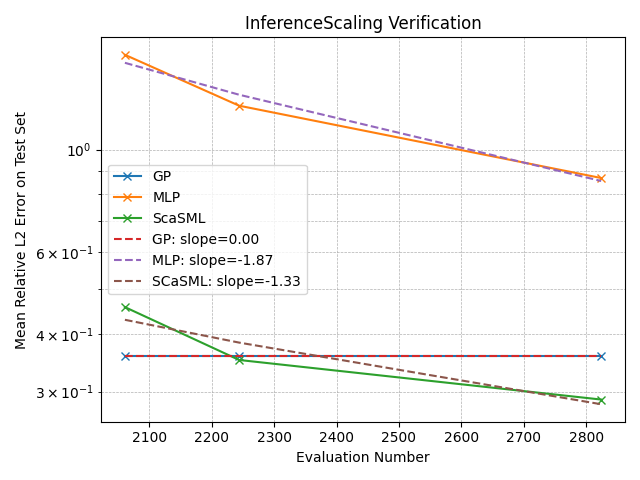 InferenceScaling Verification
Mean Relative L2 Error on Test Set
10⁰
6 × 10⁻¹
4 × 10⁻¹
3 × 10⁻¹
GP
MLP
ScaSML
GP: slope=0.00
MLP: slope=-1.87
SCaSML: slope=-1.33
2100 2200 2300 2400 2500 2600 2700 2800
Evaluation Number